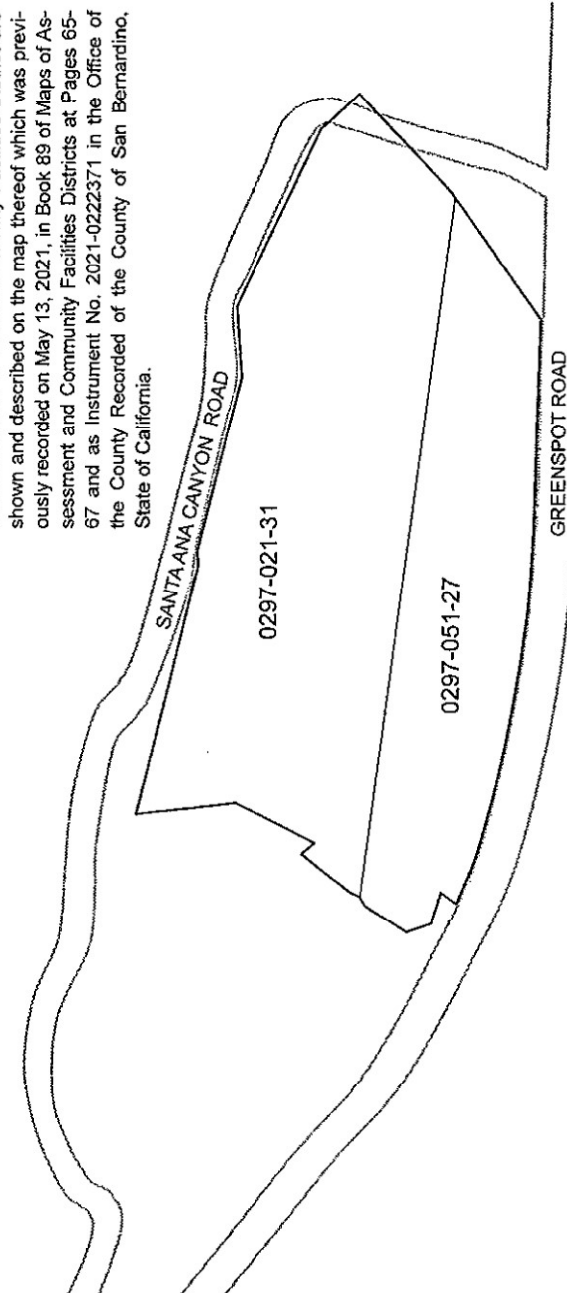 shown and described on the map thereof which was previ-
ously recorded on May 13, 2021, in Book 89 of Maps of As-
sessment and Community Facilities Districts at Pages 65-
67 and as Instrument No. 2021-0222371 in the Office of
the County Recorded of the County of San Bernardino,
State of California.
SANTA ANA CANYON ROAD
0297-021-31
0297-051-27
GREENSPOT ROAD